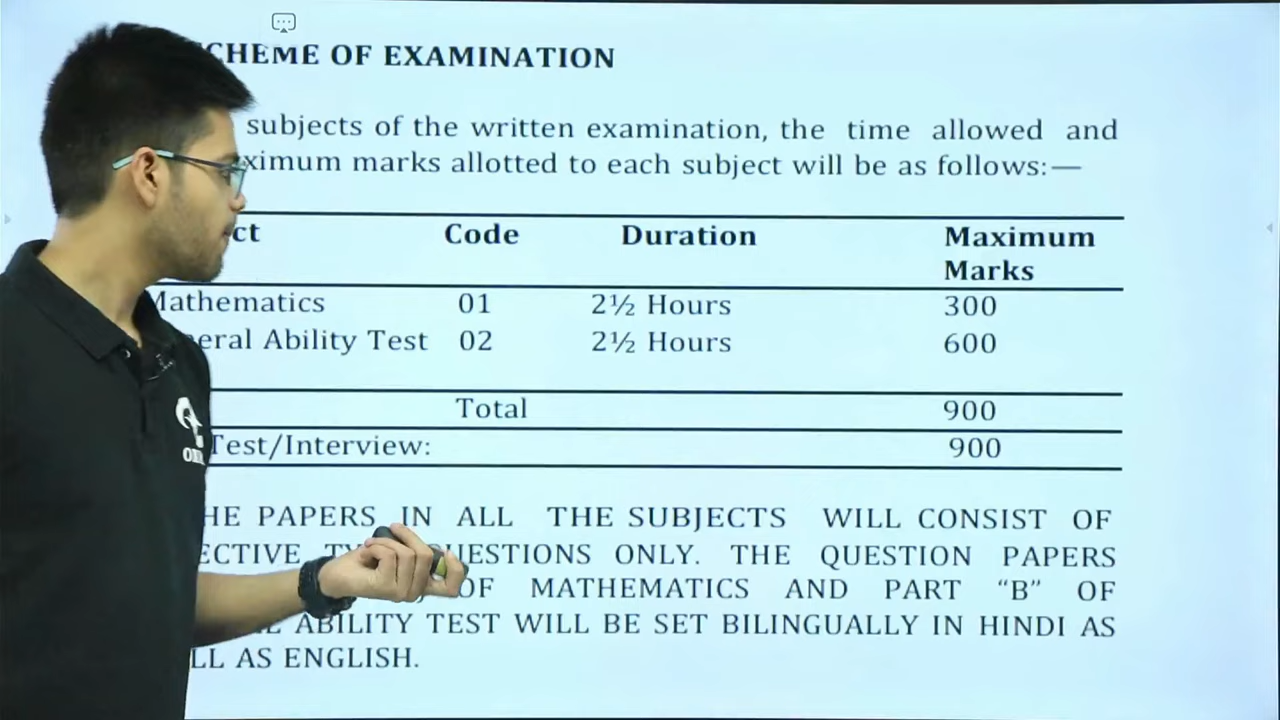 CHEME OF EXAMINATION
subjects of the written examination, the time allowed and
ximum marks allotted to each subject will be as follows:—
ct Code Duration Maximum
Marks
Mathematics 01 2½ Hours 300
eral Ability Test 02 2½ Hours 600
Total 900
Test/Interview: 900
HE PAPERS IN ALL THE SUBJECTS WILL CONSIST OF
ECTIVE QUESTIONS ONLY. THE QUESTION PAPERS
OF MATHEMATICS AND PART “B” OF
ABILITY TEST WILL BE SET BILINGUALLY IN HINDI AS
LL AS ENGLISH.